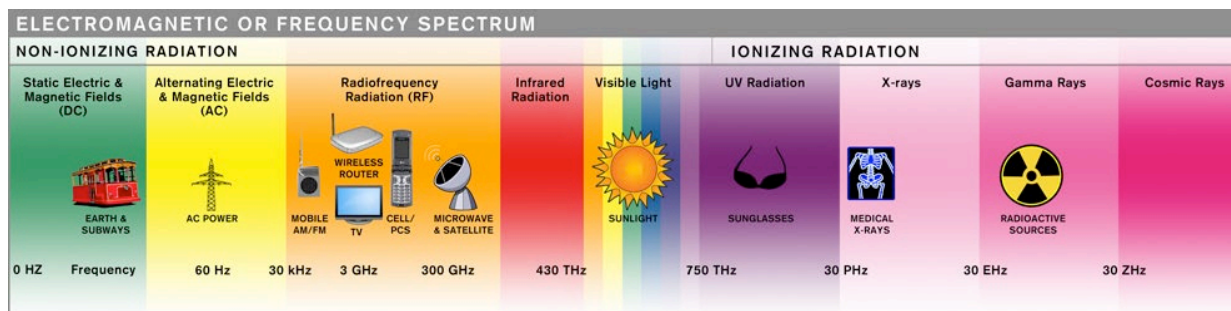 ELECTROMAGNETIC OR FREQUENCY SPECTRUM
NON-IONIZING RADIATION
IONIZING RADIATION
Static Electric &
Magnetic Fields
(DC)
Alternating Electric
& Magnetic Fields
(AC)
Radiofrequency
Radiation (RF)
Infrared
Radiation
Visible Light
UV Radiation
X-rays
Gamma Rays
Cosmic Rays
EARTH &
SUBWAYS
AC POWER
MOBILE
AM/FM
WIRELESS
ROUTER
TV
CELL/
PCS
MICROWAVE
& SATELLITE
SUNLIGHT
SUNGLASSES
MEDICAL
X-RAYS
RADIOACTIVE
SOURCES
0 HZ Frequency 60 Hz 30 kHz 3 GHz 300 GHz 430 THz 750 THz 30 PHz 30 EHz 30 ZHz